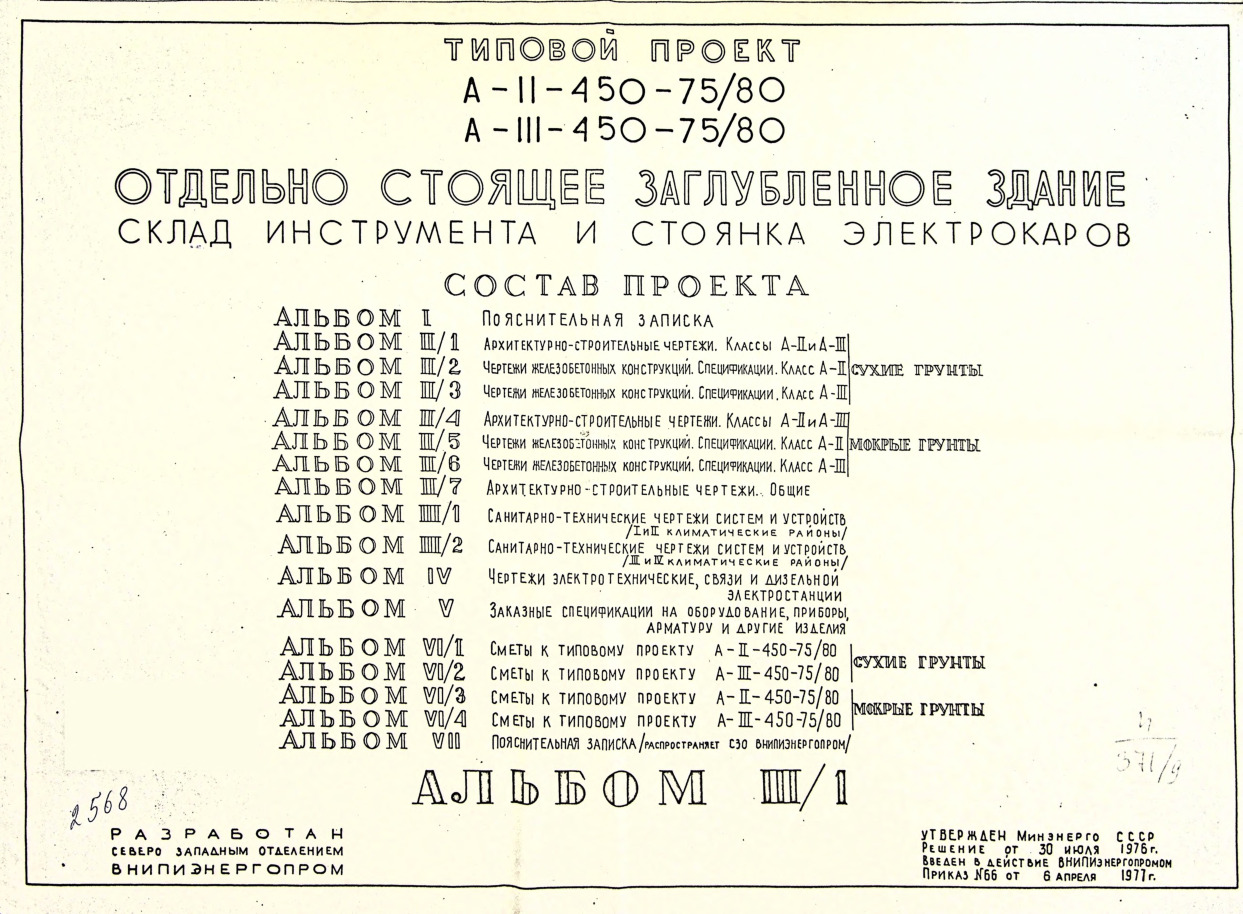 ТИПОВОЙ ПРОЕКТ
А-II-450-75/80
А-III-450-75/80
ОТДЕЛЬНО СТОЯЩЕЕ ЗАГЛУБЛЕННОЕ ЗДАНИЕ
СКЛАД ИНСТРУМЕНТА И СТОЯНКА ЭЛЕКТРОКАРОВ
СОСТАВ ПРОЕКТА
АЛЬБОМ I ПОЯСНИТЕЛЬНАЯ ЗАПИСКА
АЛЬБОМ II/1 АРХИТЕКТУРНО-СТРОИТЕЛЬНЫЕ ЧЕРТЕЖИ. КЛАССЫ А-II и А-III
АЛЬБОМ II/2 ЧЕРТЕЖИ ЖЕЛЕЗОБЕТОННЫХ КОНСТРУКЦИЙ. СПЕЦИФИКАЦИИ. КЛАСС А-II СУХИЕ ГРУНТЫ
АЛЬБОМ II/3 ЧЕРТЕЖИ ЖЕЛЕЗОБЕТОННЫХ КОНСТРУКЦИЙ. СПЕЦИФИКАЦИИ. КЛАСС А-III
АЛЬБОМ II/4 АРХИТЕКТУРНО-СТРОИТЕЛЬНЫЕ ЧЕРТЕЖИ. КЛАССЫ А-II и А-III
АЛЬБОМ II/5 ЧЕРТЕЖИ ЖЕЛЕЗОБЕТОННЫХ КОНСТРУКЦИЙ. СПЕЦИФИКАЦИИ. КЛАСС А-II МОКРЫЕ ГРУНТЫ
АЛЬБОМ II/6 ЧЕРТЕЖИ ЖЕЛЕЗОБЕТОННЫХ КОНСТРУКЦИЙ. СПЕЦИФИКАЦИИ. КЛАСС А-III
АЛЬБОМ II/7 АРХИТЕКТУРНО-СТРОИТЕЛЬНЫЕ ЧЕРТЕЖИ. ОБЩИЕ
АЛЬБОМ III/1 САНИТАРНО-ТЕХНИЧЕСКИЕ ЧЕРТЕЖИ СИСТЕМ И УСТРОЙСТВ
/I и II КЛИМАТИЧЕСКИЕ РАЙОНЫ/
АЛЬБОМ III/2 САНИТАРНО-ТЕХНИЧЕСКИЕ ЧЕРТЕЖИ СИСТЕМ И УСТРОЙСТВ
/III и IV КЛИМАТИЧЕСКИЕ РАЙОНЫ/
АЛЬБОМ IV ЧЕРТЕЖИ ЭЛЕКТРОТЕХНИЧЕСКИЕ, СВЯЗИ И ДИЗЕЛЬНОЙ
ЭЛЕКТРОСТАНЦИИ
АЛЬБОМ V ЗАКАЗНЫЕ СПЕЦИФИКАЦИИ НА ОБОРУДОВАНИЕ, ПРИБОРЫ,
АРМАТУРУ И ДРУГИЕ ИЗДЕЛИЯ
АЛЬБОМ VI/1 СМЕТЫ К ТИПОВОМУ ПРОЕКТУ А-II-450-75/80
СУХИЕ ГРУНТЫ
АЛЬБОМ VI/2 СМЕТЫ К ТИПОВОМУ ПРОЕКТУ А-III-450-75/80
АЛЬБОМ VI/3 СМЕТЫ К ТИПОВОМУ ПРОЕКТУ А-II-450-75/80
МОКРЫЕ ГРУНТЫ
АЛЬБОМ VI/4 СМЕТЫ К ТИПОВОМУ ПРОЕКТУ А-III-450-75/80
АЛЬБОМ VII ПОЯСНИТЕЛЬНАЯ ЗАПИСКА /РАСПРОСТРАНЯЕТ СЗО ВНИПИЭНЕРГОПРОМ/
АЛЬБОМ II/1
2568
РАЗРАБОТАН
СЕВЕРО ЗАПАДНЫМ ОТДЕЛЕНИЕМ
ВНИПИЭНЕРГОПРОМ
УТВЕРЖДЕН МИНЭНЕРГО СССР
РЕШЕНИЕ ОТ 30 ИЮЛЯ 1976г.
ВВЕДЕН В ДЕЙСТВИЕ ВНИПИЭНЕРГОПРОМОМ
ПРИКАЗ №66 ОТ 6 АПРЕЛЯ 1977г.